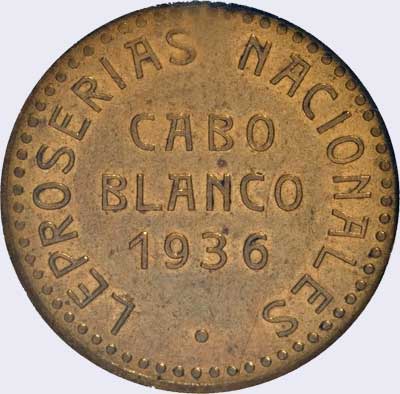 LEPROSERIAS NACIONALES
CABO
BLANCO
1936